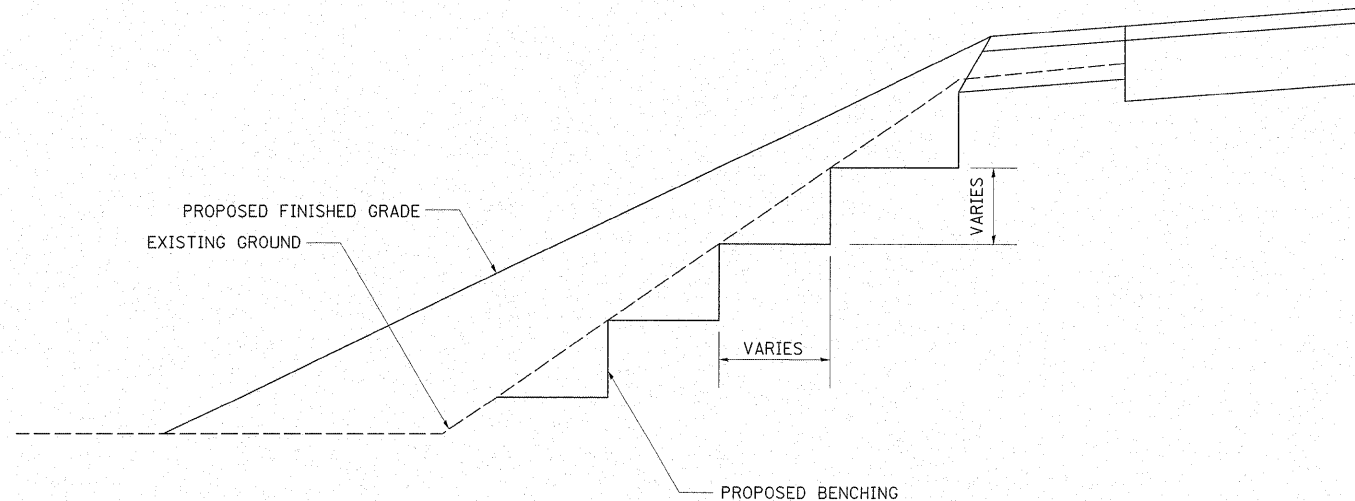 PROPOSED FINISHED GRADE
EXISTING GROUND
VARIES
VARIES
PROPOSED BENCHING